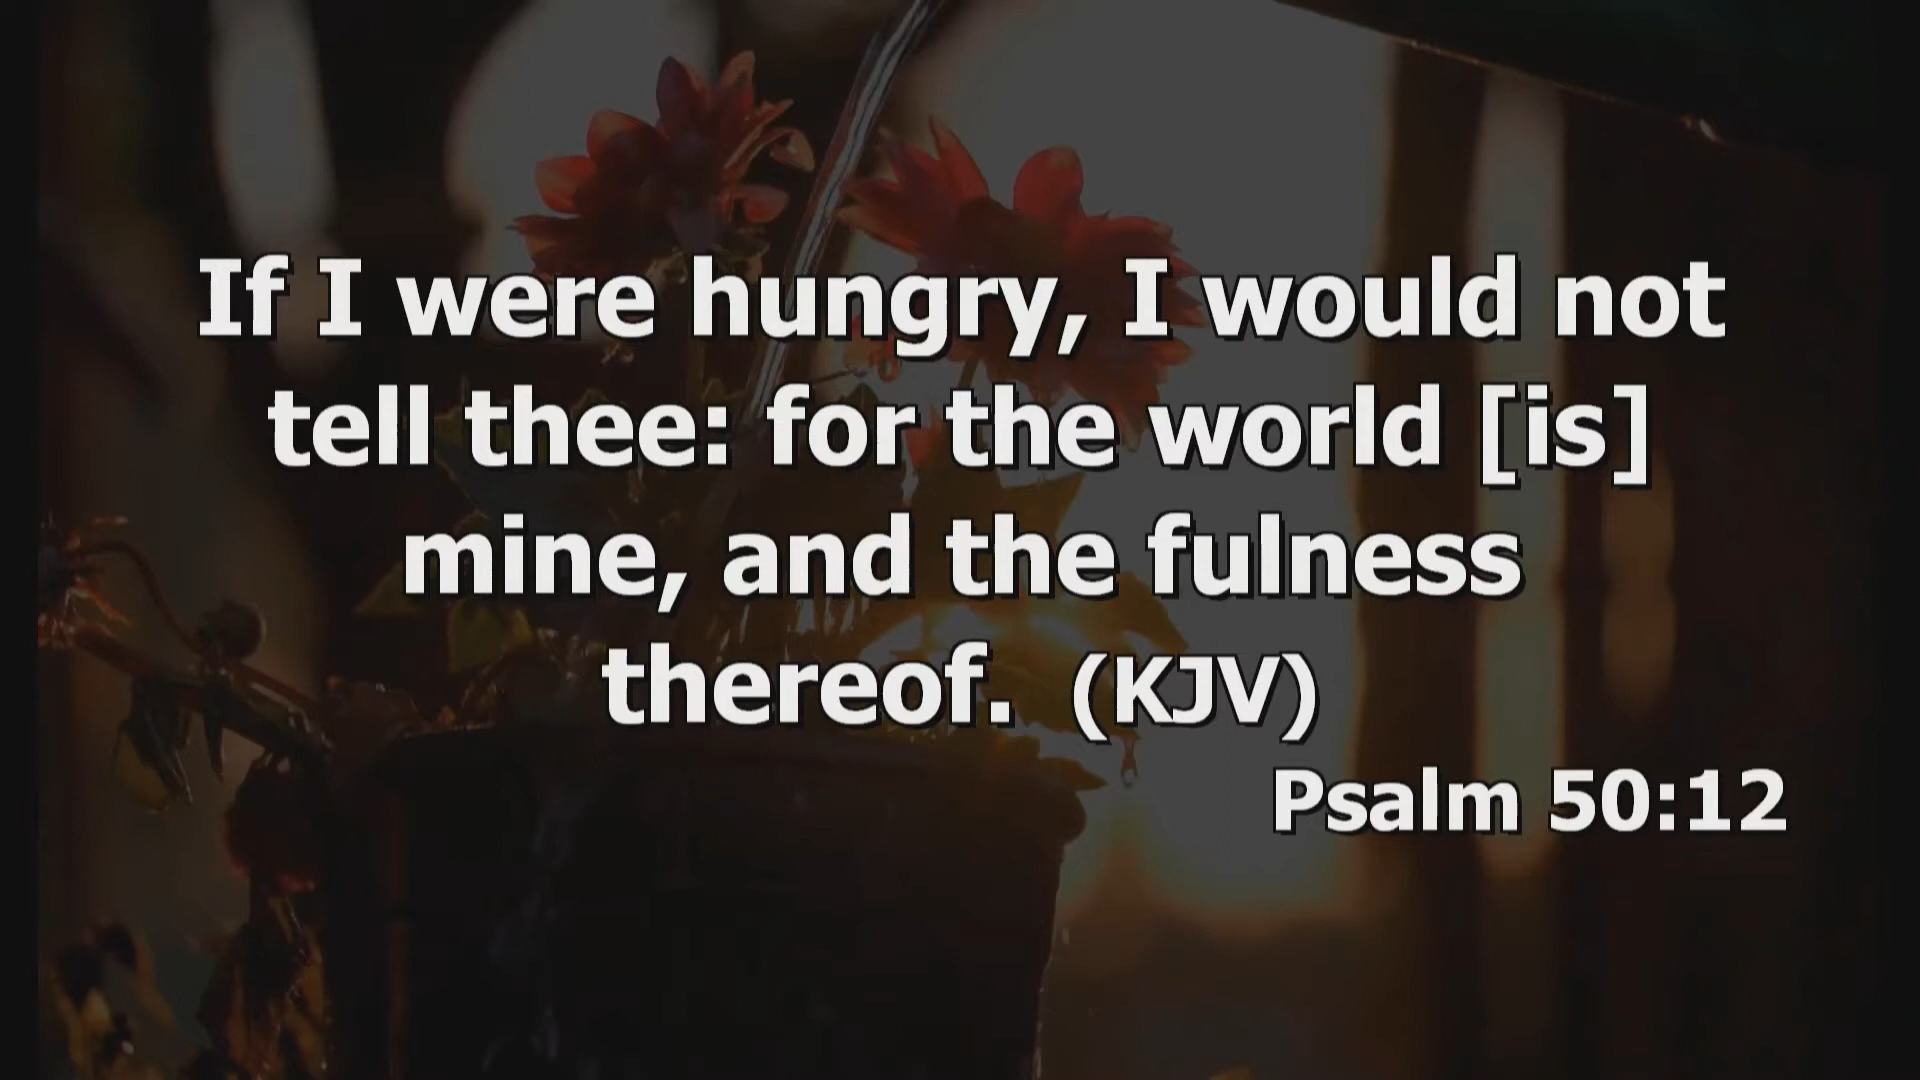 If I were hungry, I would not
tell thee: for the world [is]
mine, and the fulness
thereof.  (KJV)
Psalm 50:12